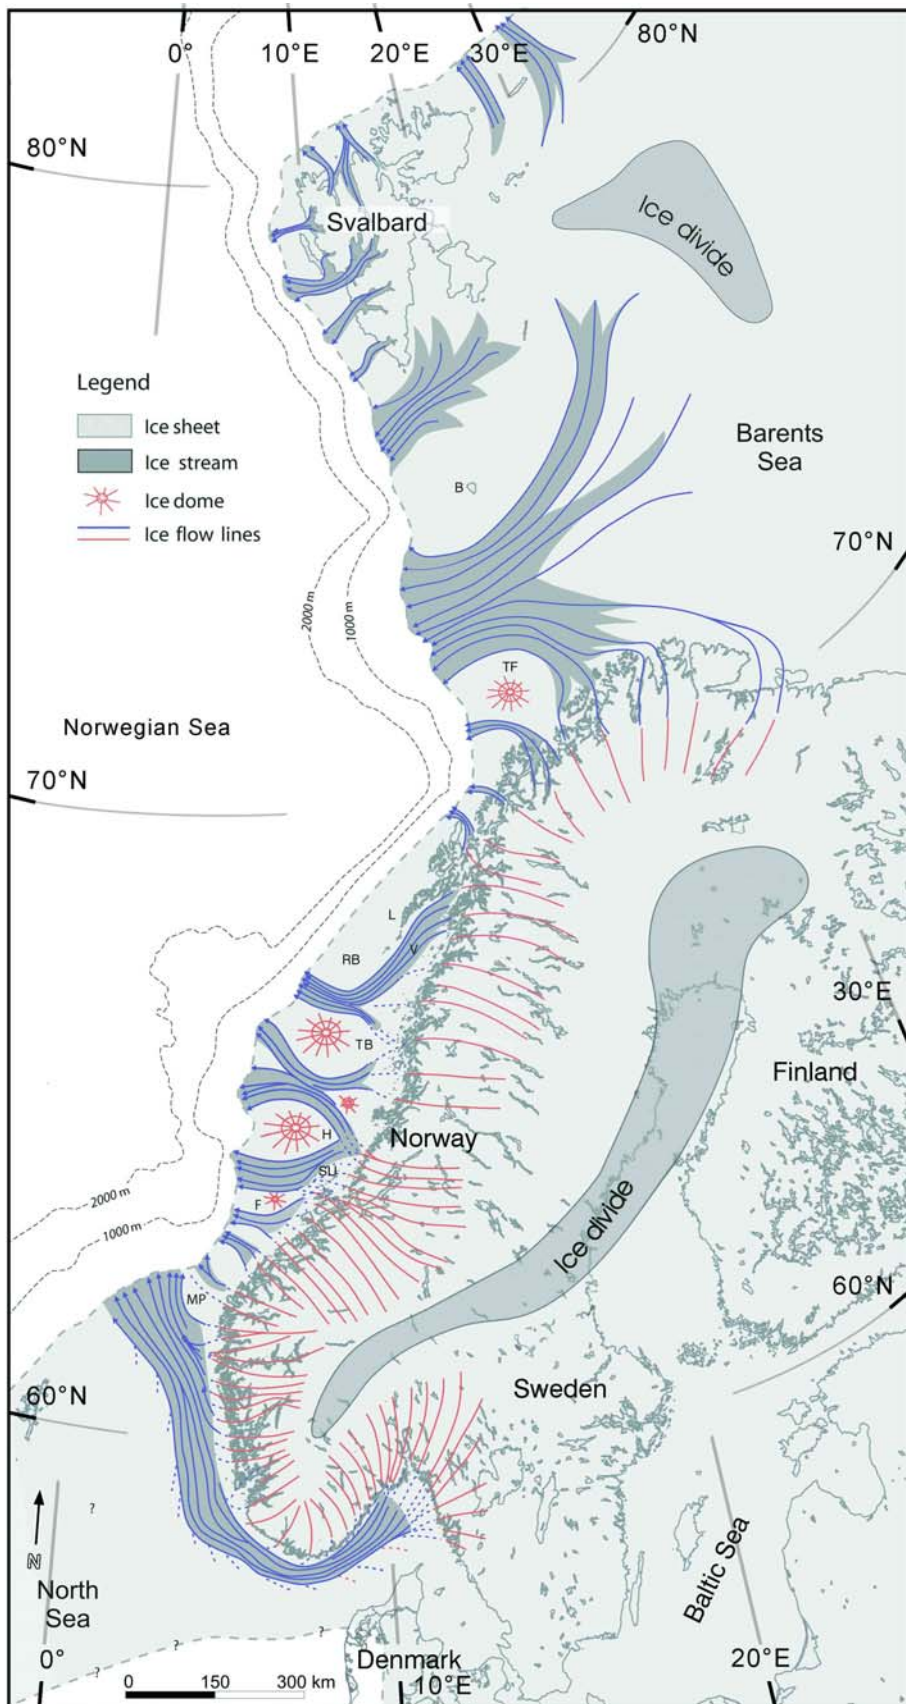 0°
10°E
20°E
30°E
80°N
80°N
Svalbard
Ice divide
Legend
Ice sheet
Ice stream
Ice dome
Ice flow lines
Barents
Sea
B
70°N
2000 m
1000 m
TF
Norwegian Sea
70°N
L
V
RB
30°E
TB
Finland
H
Norway
SU
2000 m
F
1000 m
Ice divide
MP
60°N
60°N
Sweden
?
N
North
Sea
Baltic Sea
?
?
?
0°
Denmark
10°E
20°E
0 150 300 km